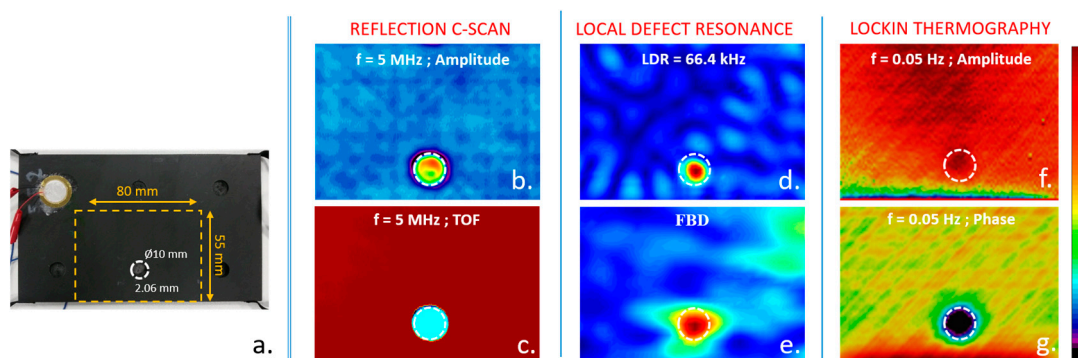 REFLECTION C-SCAN
LOCAL DEFECT RESONANCE
LOCKIN THERMOGRAPHY
f = 5 MHz ; Amplitude
b.
LDR = 66.4 kHz
d.
f = 0.05 Hz ; Amplitude
f.
f = 5 MHz ; TOF
c.
FBD
e.
f = 0.05 Hz ; Phase
g.
80 mm
55 mm
Ø10 mm
2.06 mm
a.